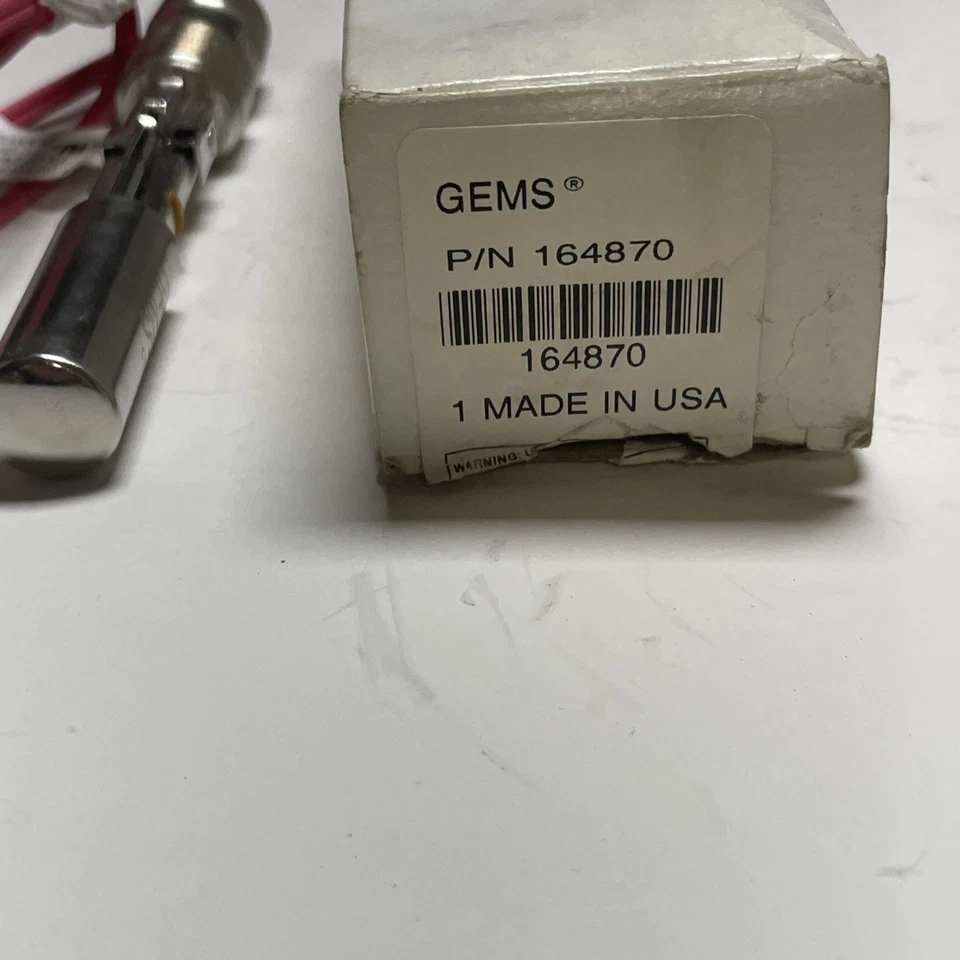 GEMS®
P/N 164870
164870
1 MADE IN USA
WARNING: